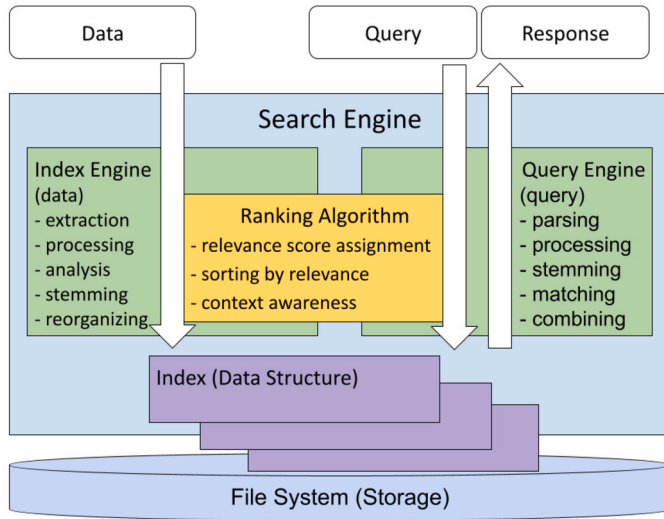 Data
Query
Response
Search Engine
Index Engine
(data)
- extraction
- processing
- analysis
- stemming
- reorganizing
Ranking Algorithm
- relevance score assignment
- sorting by relevance
- context awareness
Query Engine
(query)
- parsing
- processing
- stemming
- matching
- combining
Index (Data Structure)
File System (Storage)